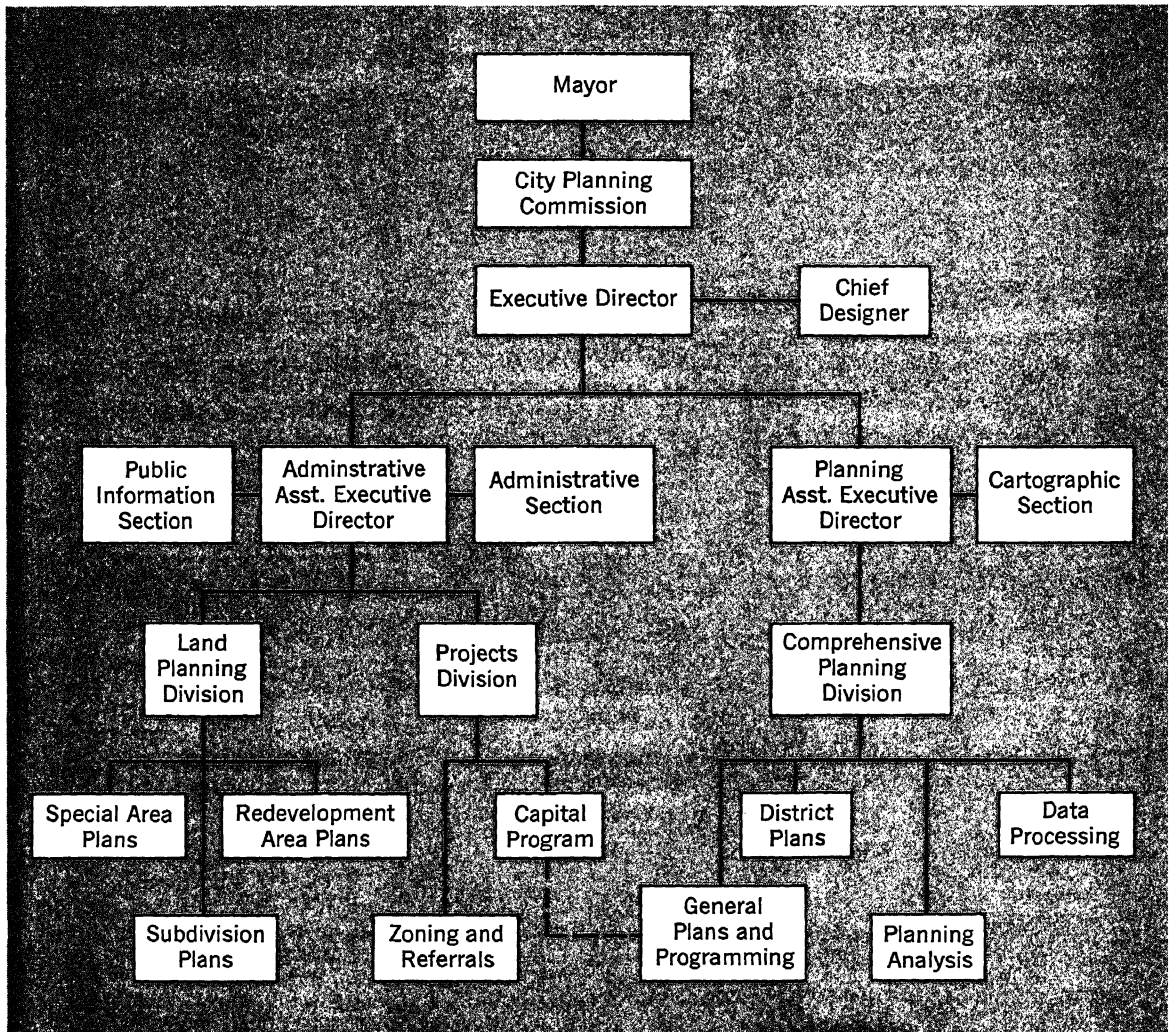 Mayor
City Planning
Commission
Executive Director
Chief
Designer
Public
Information
Section
Adminstrative
Asst. Executive
Director
Administrative
Section
Planning
Asst. Executive
Director
Cartographic
Section
Land
Planning
Division
Projects
Division
Comprehensive
Planning
Division
Special Area
Plans
Redevelopment
Area Plans
Capital
Program
District
Plans
Data
Processing
Subdivision
Plans
Zoning and
Referrals
General
Plans and
Programming
Planning
Analysis